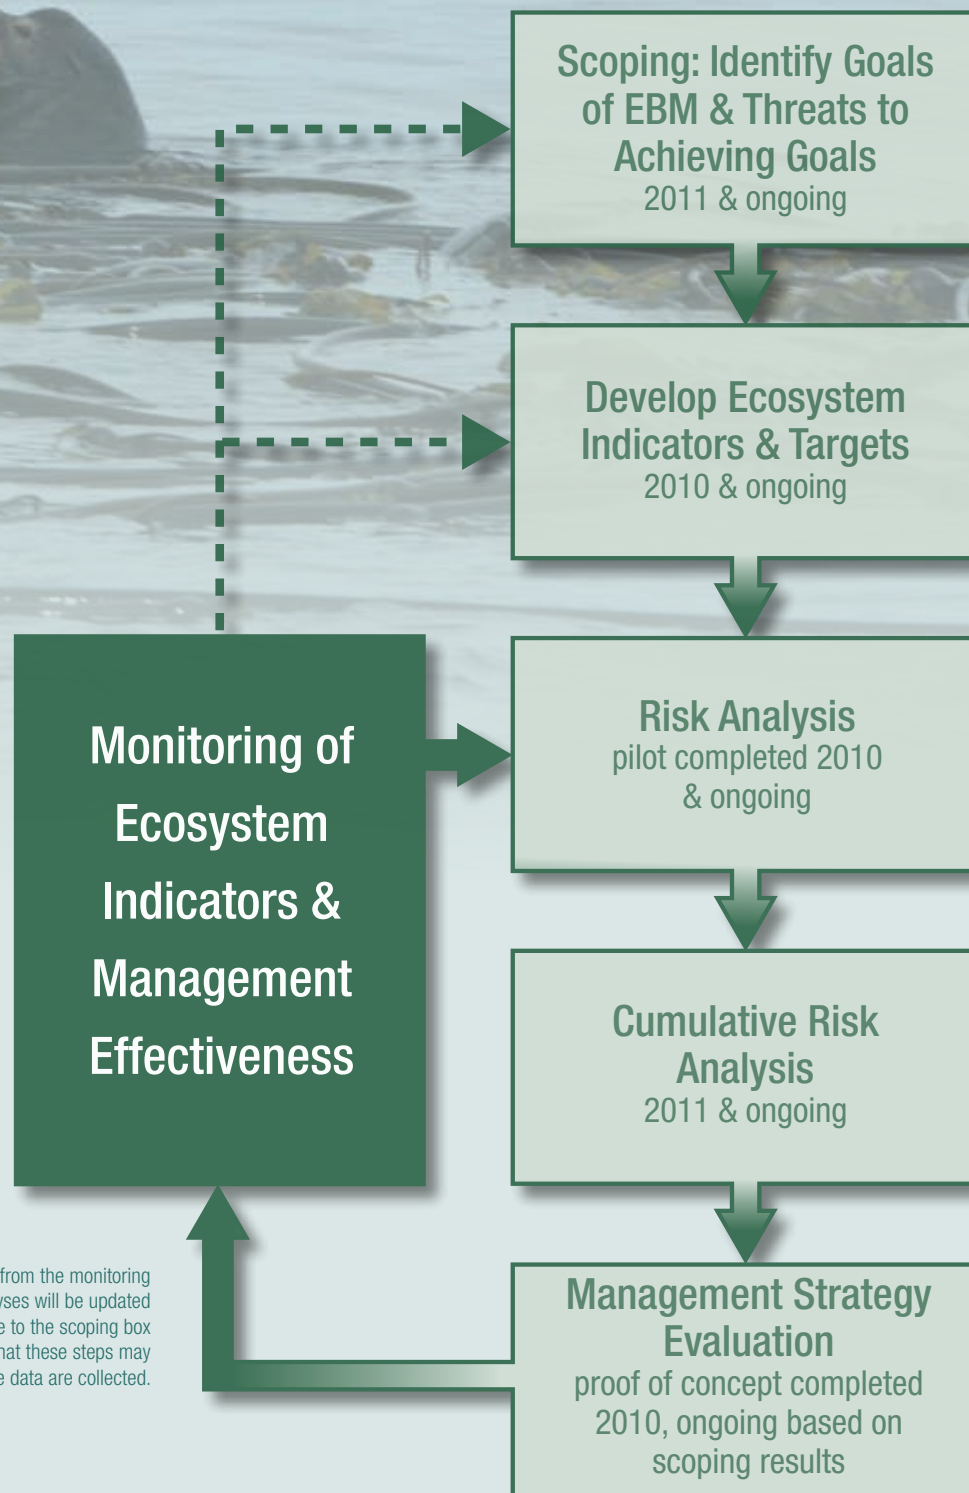 Scoping: Identify Goals
of EBM & Threats to
Achieving Goals
2011 & ongoing
Develop Ecosystem
Indicators & Targets
2010 & ongoing
Monitoring of
Ecosystem
Indicators &
Management
Effectiveness
Risk Analysis
pilot completed 2010
& ongoing
Cumulative Risk
Analysis
2011 & ongoing
Management Strategy
Evaluation
proof of concept completed
2010, ongoing based on
scoping results
from the monitoring
will be updated
to the scoping box
these steps may
data are collected.